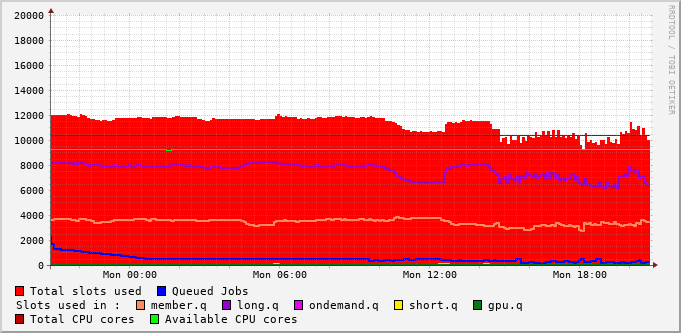 20000
18000
16000
14000
12000
10000
8000
6000
4000
2000
0
Mon 00:00 Mon 06:00 Mon 12:00 Mon 18:00
RRDTOOL / TOBI OETIKER
Total slots used Queued Jobs
Slots used in : member.q long.q ondemand.q short.q gpu.q
Total CPU cores Available CPU cores